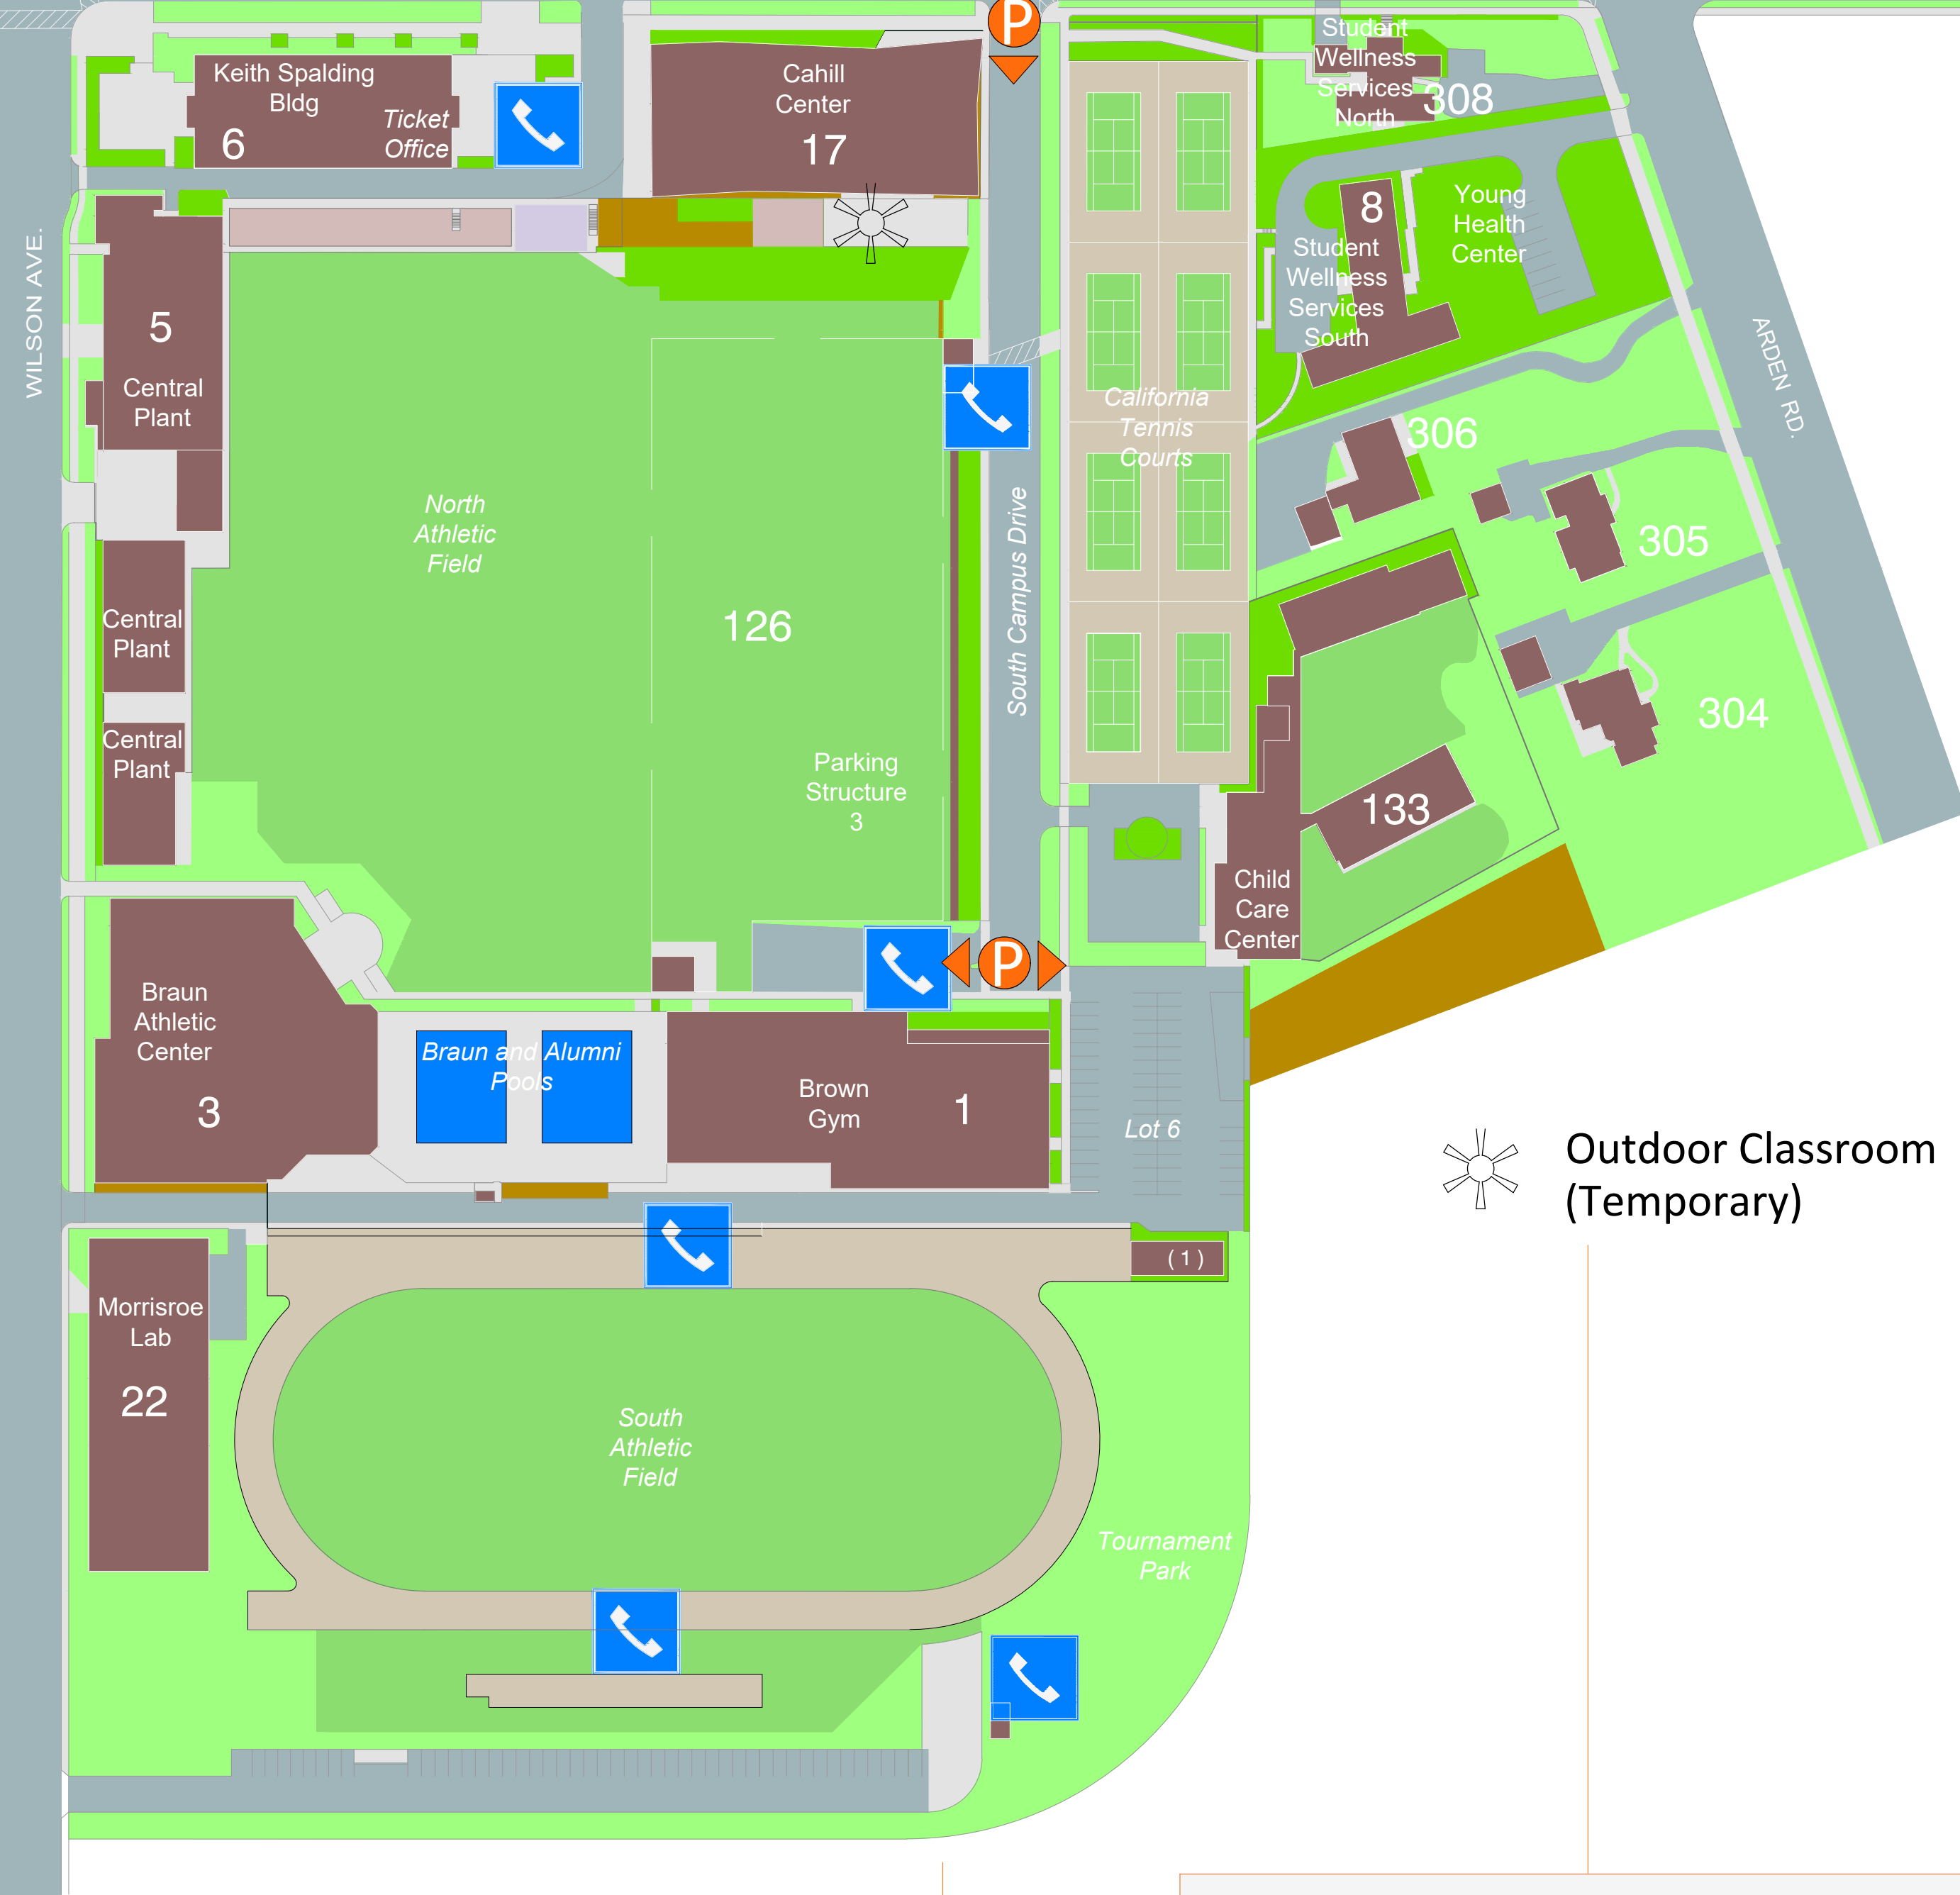 P
Keith Spalding
Bldg
6
Ticket
Office
Cahill
Center
17
Student
Wellness
Services
North
308
8
Student
Wellness
Services
South
Young
Health
Center
WILSON AVE.
5
Central
Plant
ARDEN RD.
California
Tennis
Courts
306
North
Athletic
Field
South Campus Drive
305
Central
Plant
126
304
Central
Plant
Parking
Structure
3
133
Child
Care
Center
P
Braun
Athletic
Center
3
Braun and Alumni
Pools
Brown
Gym
1
Lot 6
Outdoor Classroom
(Temporary)
( 1 )
Morrisroe
Lab
22
South
Athletic
Field
Tournament
Park